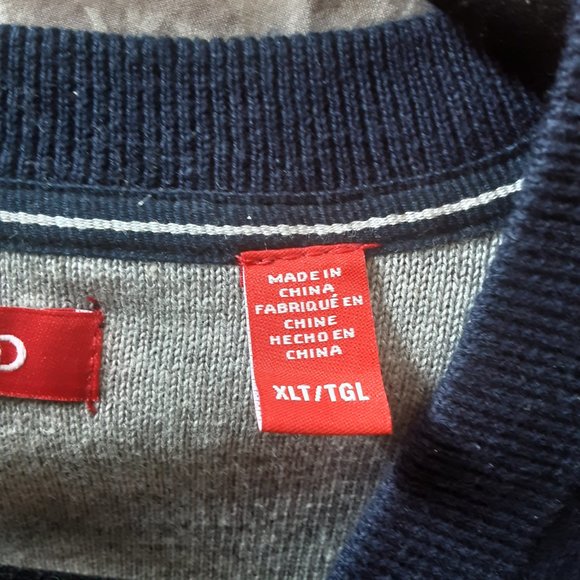 MADE IN
CHINA
FABRIQUÉ EN
CHINE
HECHO EN
CHINA
XLT/TGL